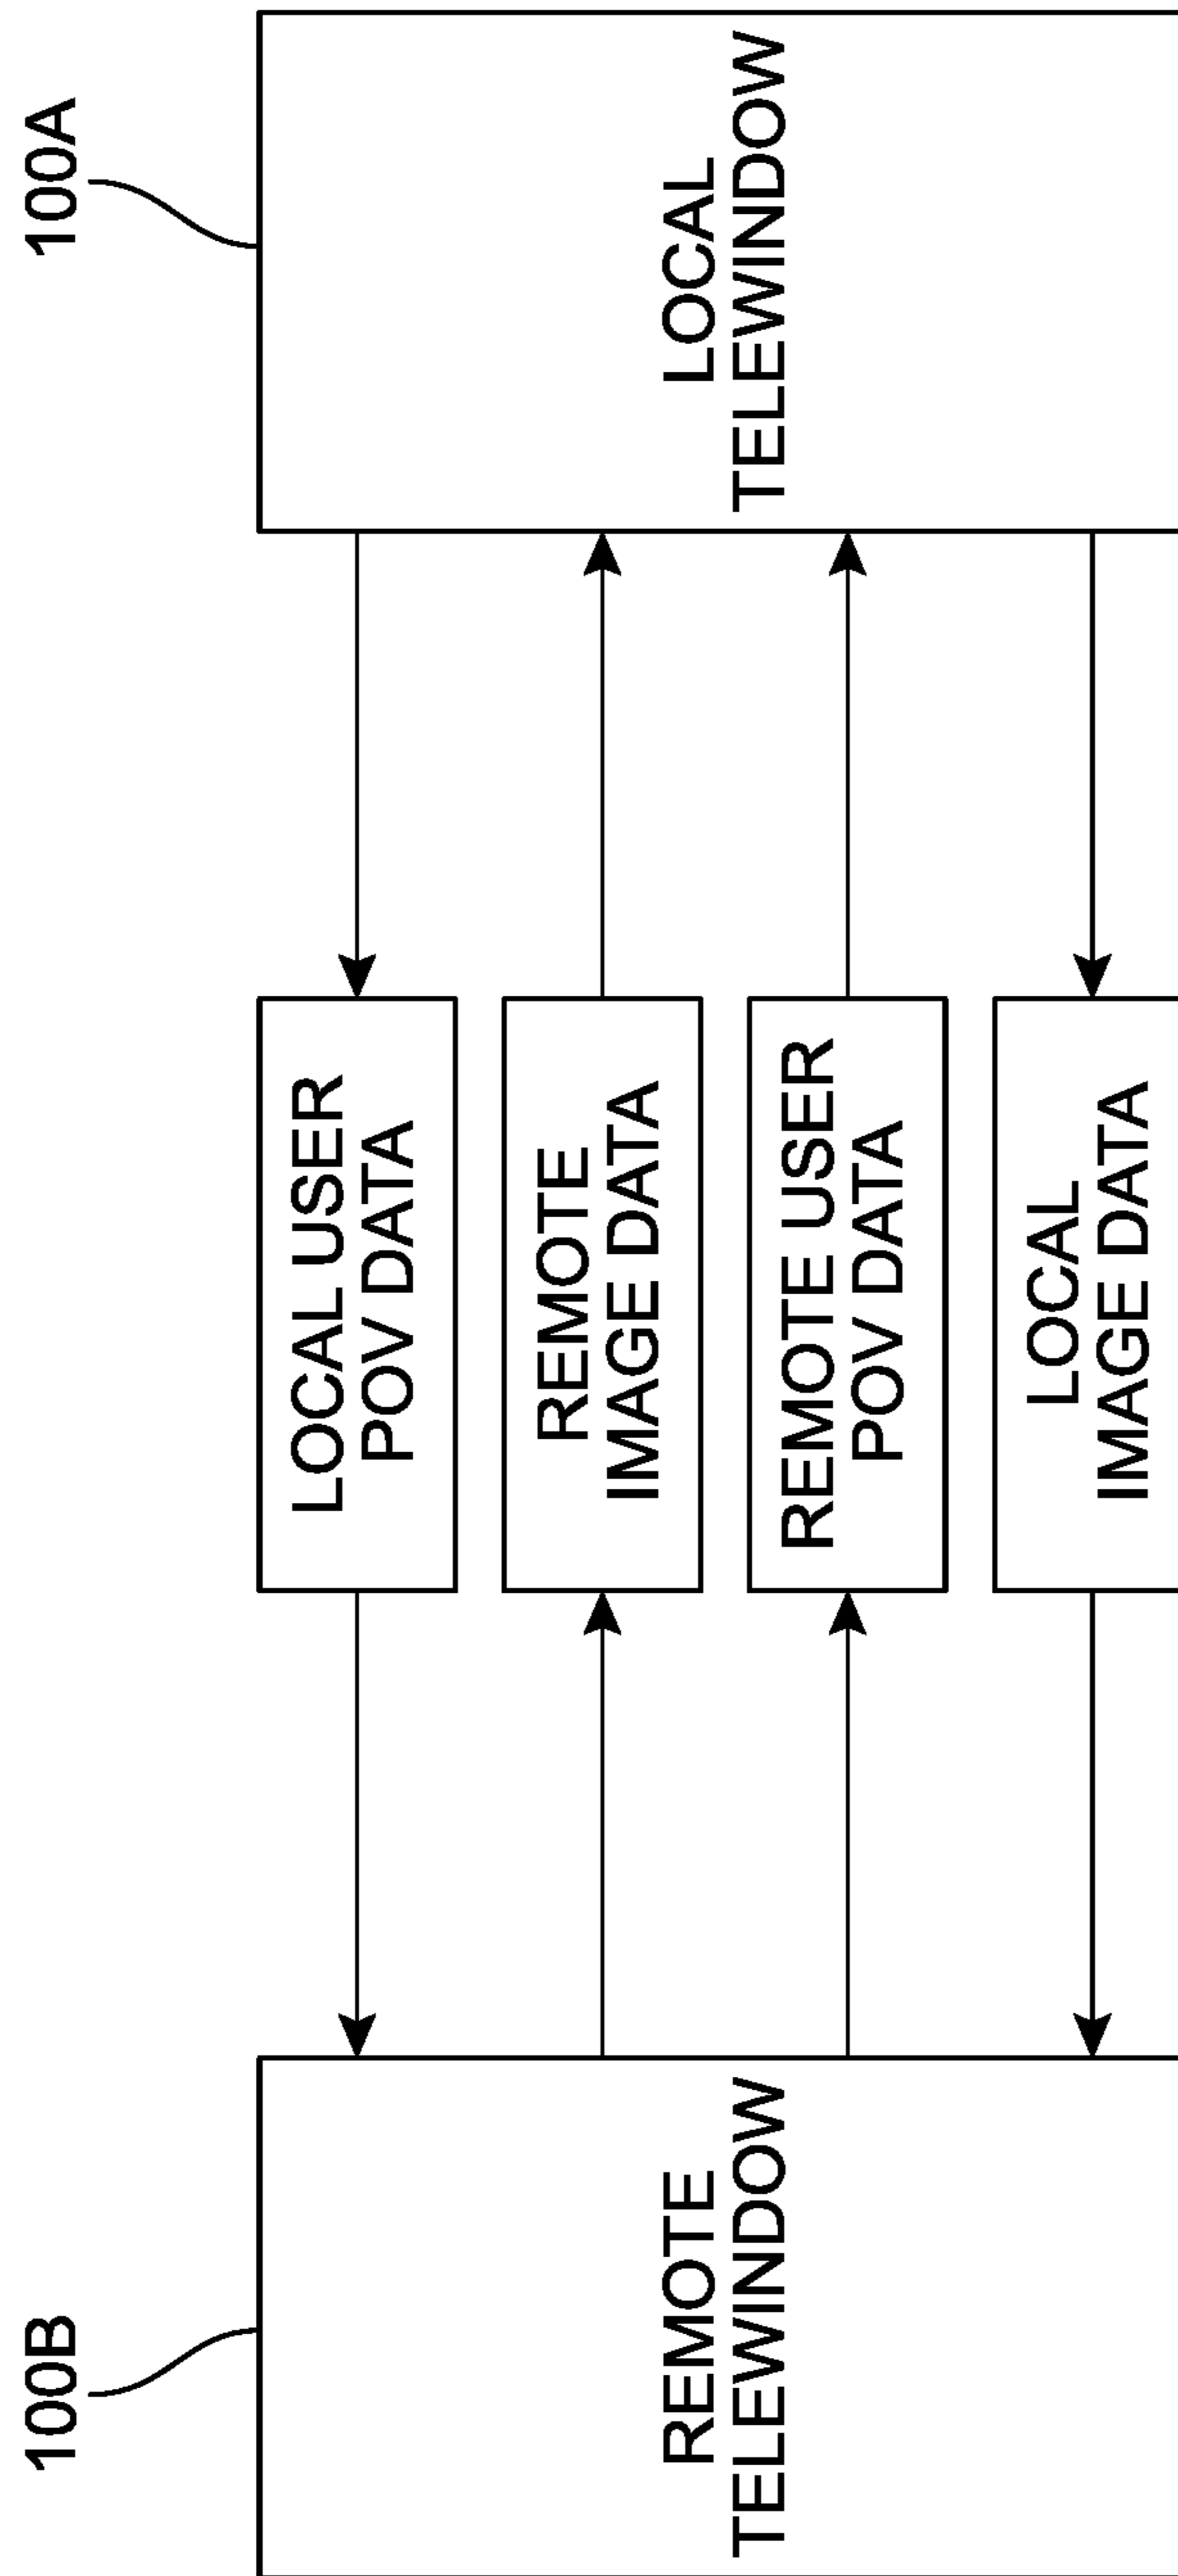 100B
100A
REMOTE
TELEWINDOW
LOCAL USER
POV DATA
REMOTE
IMAGE DATA
REMOTE USER
POV DATA
LOCAL
IMAGE DATA
LOCAL
TELEWINDOW